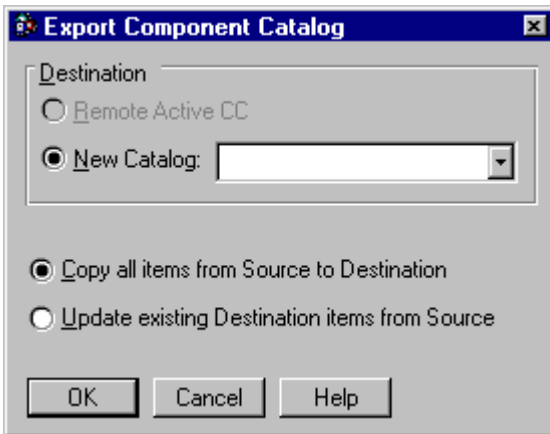 Export Component Catalog
Destination
Remote Active CC
New Catalog:
Copy all items from Source to Destination
Update existing Destination items from Source
OK Cancel Help